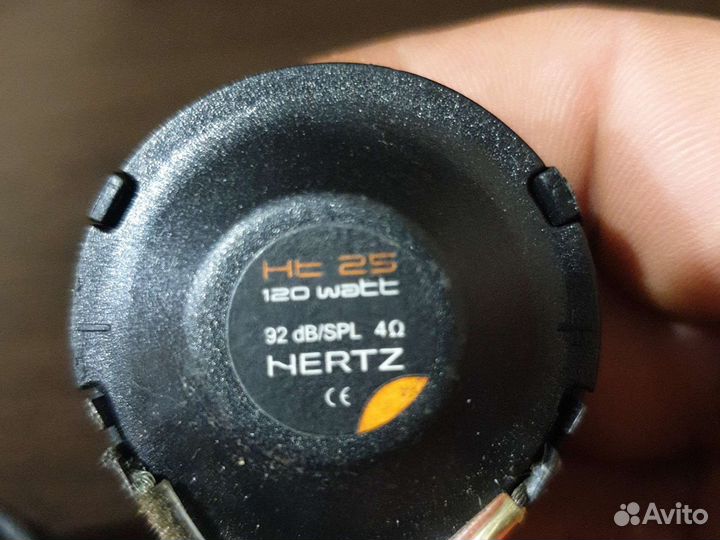 Ht 25
120 watt
92 dB/SPL 4Ω
HERTZ
CE
Avito